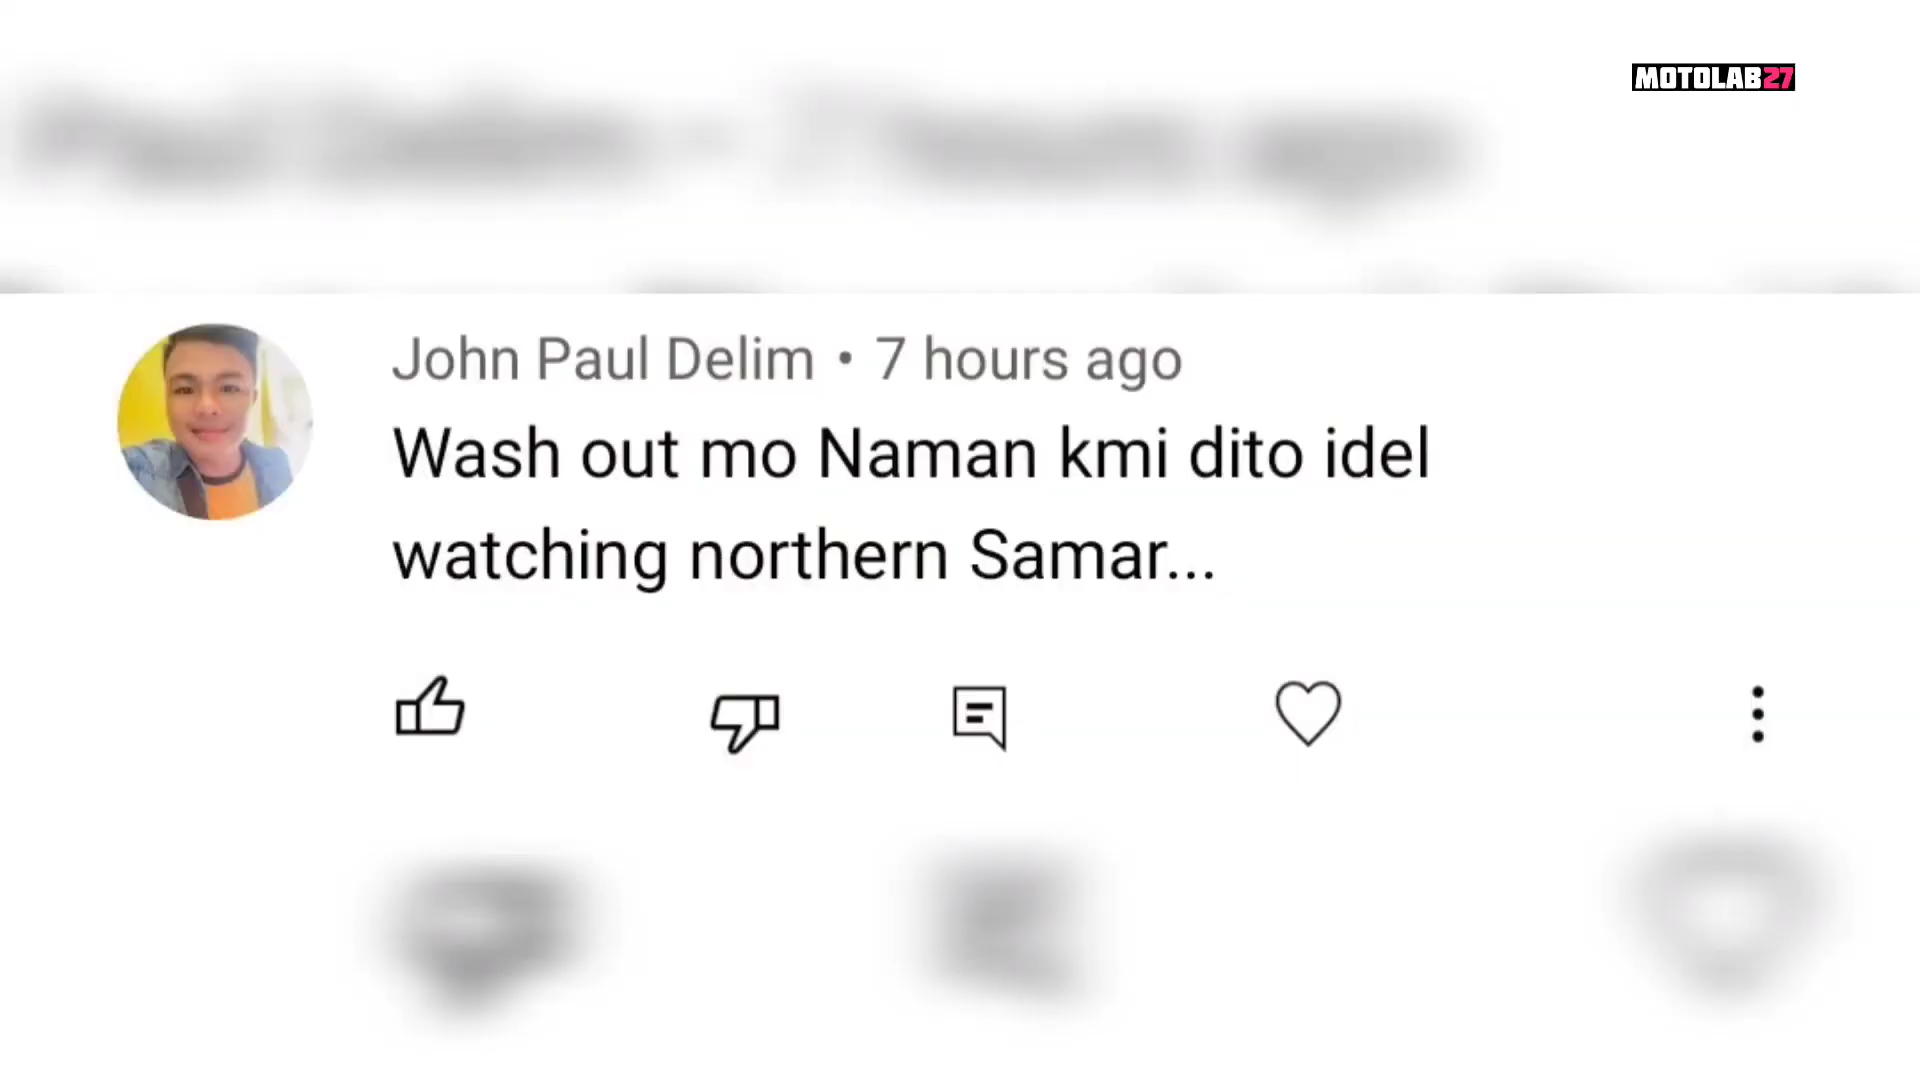 MOTOLAB27
John Paul Delim • 7 hours ago
Wash out mo Naman kmi dito idel
watching northern Samar...